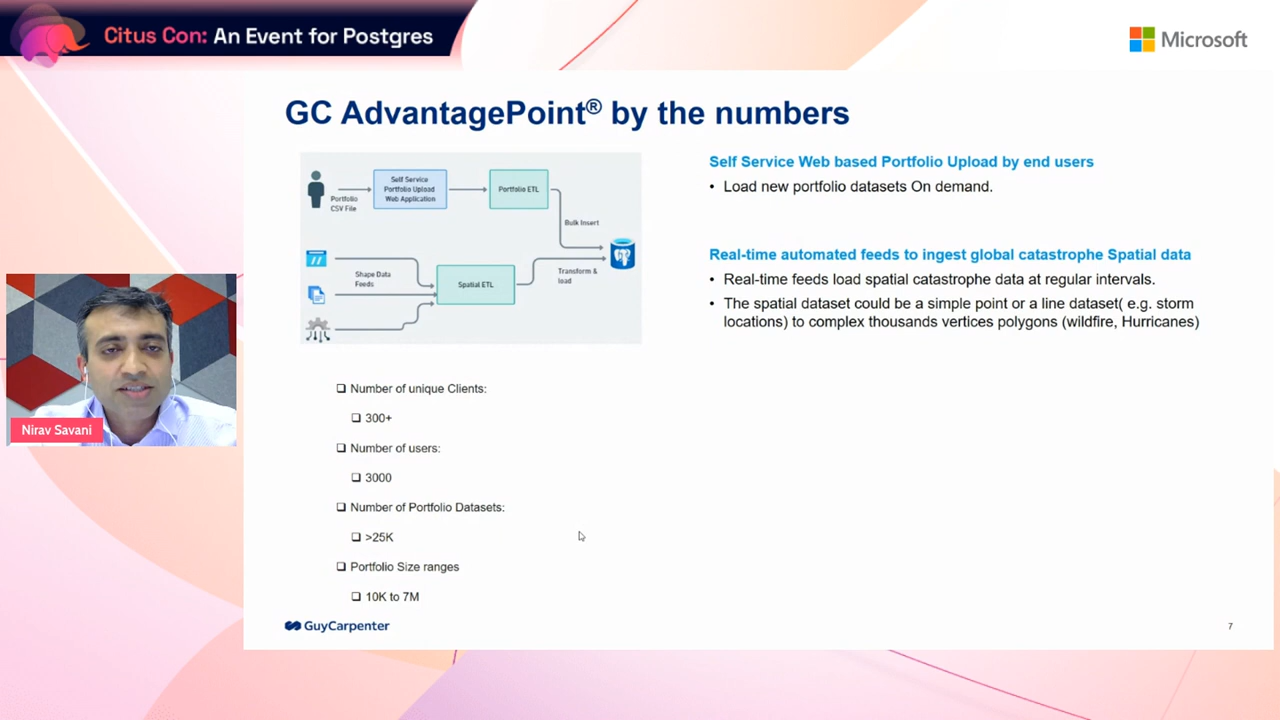 Citus Con: An Event for Postgres
Microsoft
GC AdvantagePoint® by the numbers
Portfolio
CSV File
Self Service
Portfolio Upload
Web Application
Portfolio ETL
Bulk Insert
Shape Data
Feeds
Spatial ETL
Transform &
load
Self Service Web based Portfolio Upload by end users
• Load new portfolio datasets On demand.
Real-time automated feeds to ingest global catastrophe Spatial data
• Real-time feeds load spatial catastrophe data at regular intervals.
• The spatial dataset could be a simple point or a line dataset( e.g. storm
locations) to complex thousands vertices polygons (wildfire, Hurricanes)
Nirav Savani
❑ Number of unique Clients:
❑ 300+
❑ Number of users:
❑ 3000
❑ Number of Portfolio Datasets:
❑ >25K
❑ Portfolio Size ranges
❑ 10K to 7M
GuyCarpenter
7